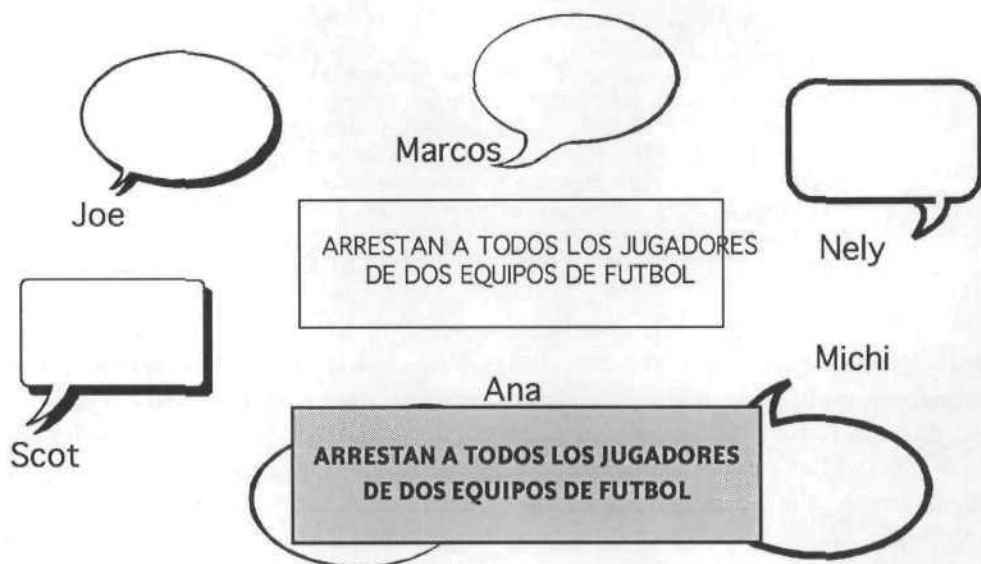 Marcos
Joe
Nely
ARRESTAN A TODOS LOS JUGADORES
DE DOS EQUIPOS DE FUTBOL
Michi
Ana
Scot
ARRESTAN A TODOS LOS JUGADORES
DE DOS EQUIPOS DE FUTBOL